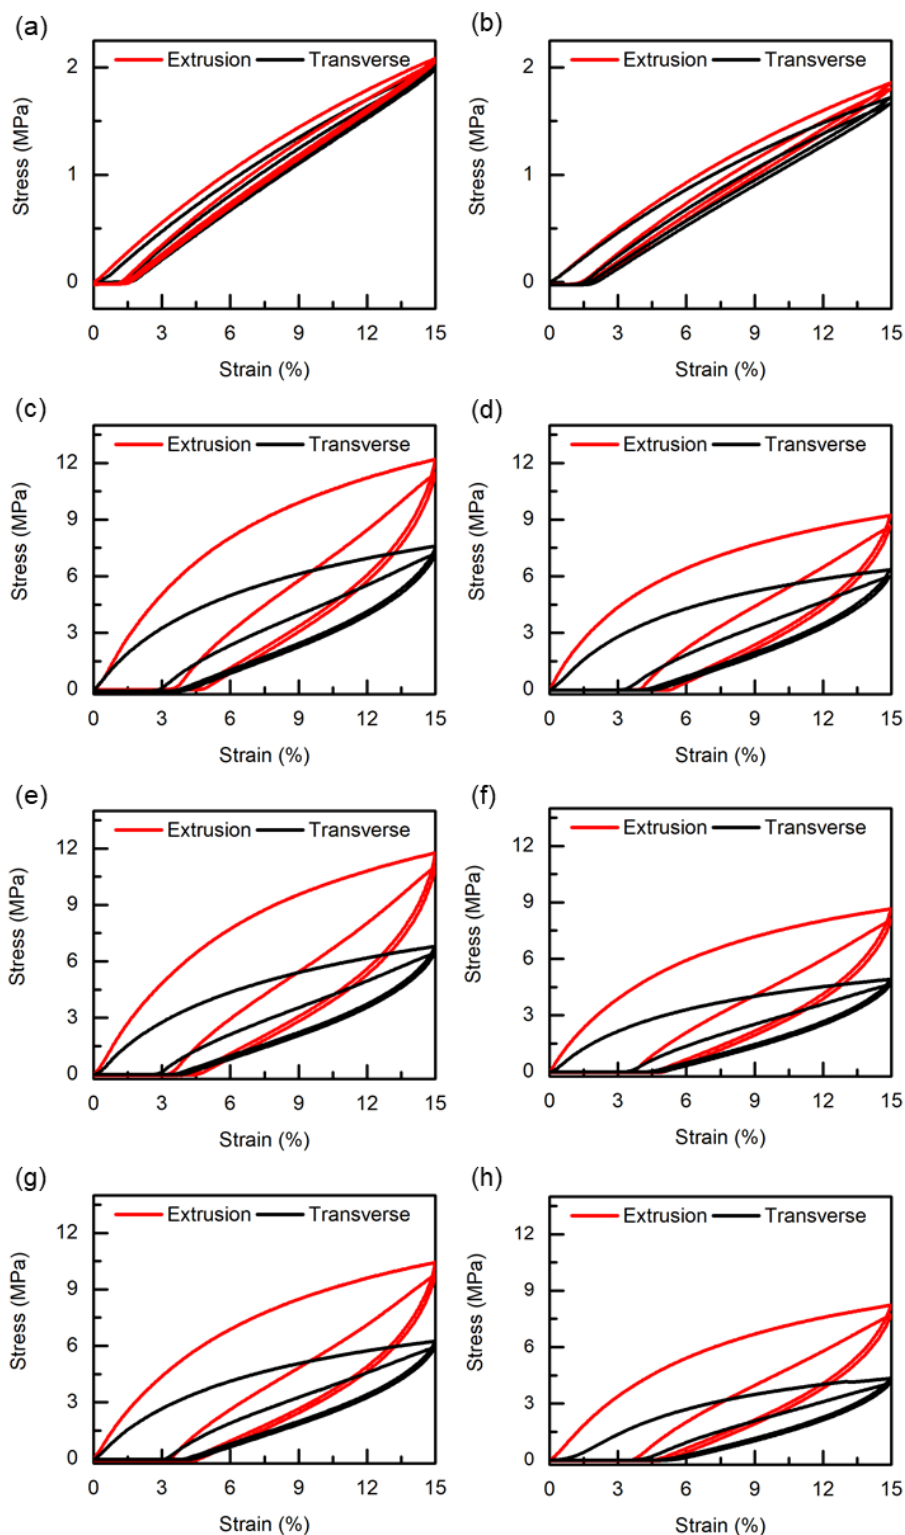 (a)
Extrusion Transverse
2
1
0
Stress (MPa)
0 3 6 9 12 15
Strain (%)
(b)
Extrusion Transverse
2
1
0
Stress (MPa)
0 3 6 9 12 15
Strain (%)
(c)
Extrusion Transverse
12
9
6
3
0
Stress (MPa)
0 3 6 9 12 15
Strain (%)
(d)
Extrusion Transverse
12
9
6
3
0
Stress (MPa)
0 3 6 9 12 15
Strain (%)
(e)
Extrusion Transverse
12
9
6
3
0
Stress (MPa)
0 3 6 9 12 15
Strain (%)
(f)
Extrusion Transverse
12
9
6
3
0
Stress (MPa)
0 3 6 9 12 15
Strain (%)
(g)
Extrusion Transverse
12
9
6
3
0
Stress (MPa)
0 3 6 9 12 15
Strain (%)
(h)
Extrusion Transverse
12
9
6
3
0
Stress (MPa)
0 3 6 9 12 15
Strain (%)